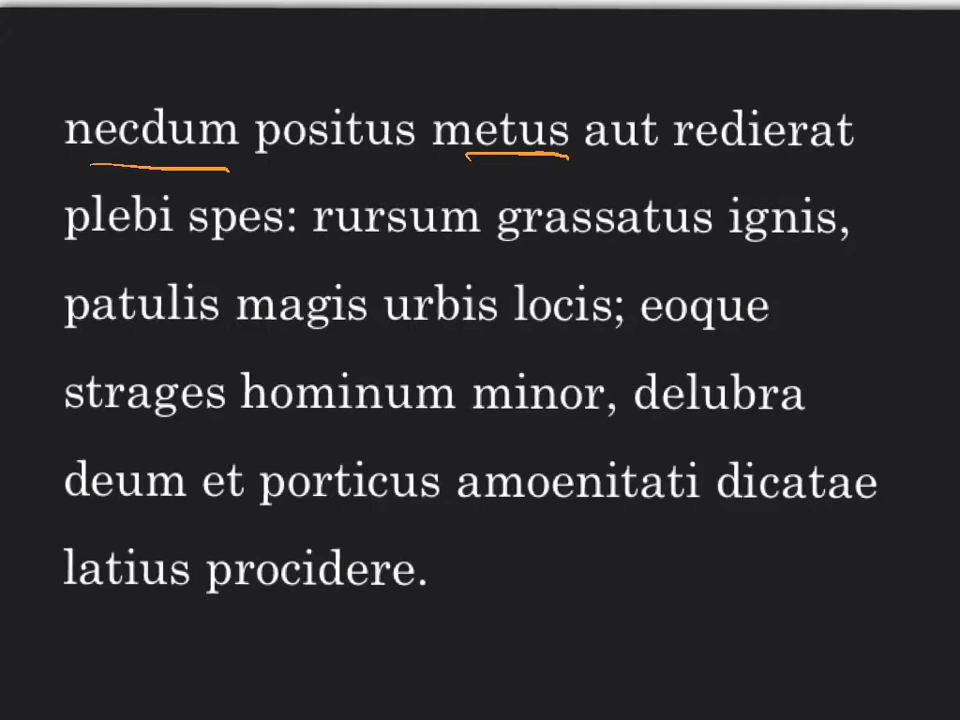 necdum positus metus aut redierat
plebi spes: rursum grassatus ignis,
patulis magis urbis locis; eoque
strages hominum minor, delubra
deum et porticus amoenitati dicatae
latius procidere.